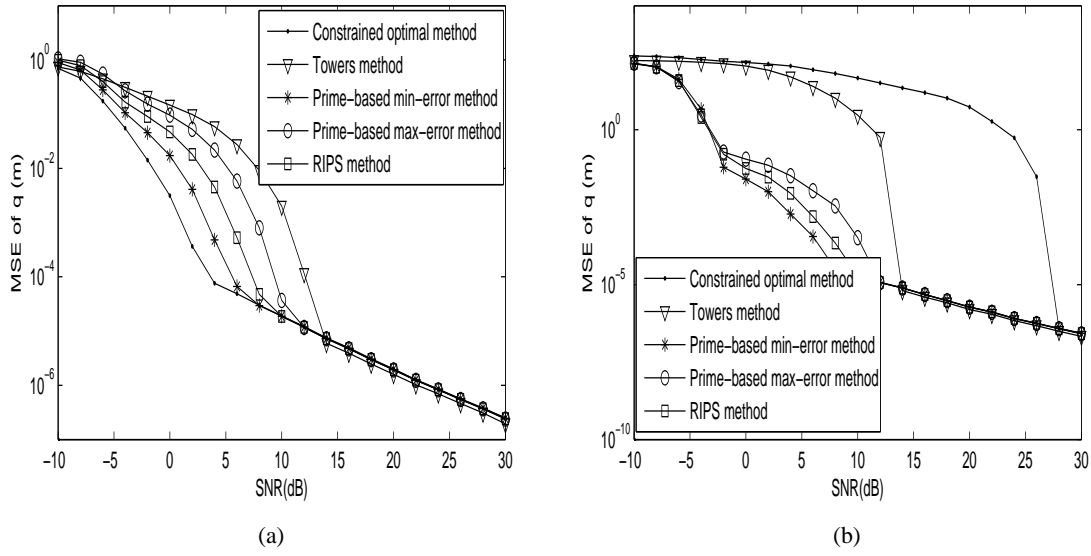 10^0
10^-2
10^-4
10^-6
MSE of q (m)
Constrained optimal method
Towers method
Prime−based min−error method
Prime−based max−error method
RIPS method
−10 −5 0 5 10 15 20 25 30
SNR(dB)
(a)
10^0
10^-5
10^-10
MSE of q (m)
Constrained optimal method
Towers method
Prime−based min−error method
Prime−based max−error method
RIPS method
−10 −5 0 5 10 15 20 25 30
SNR(dB)
(b)